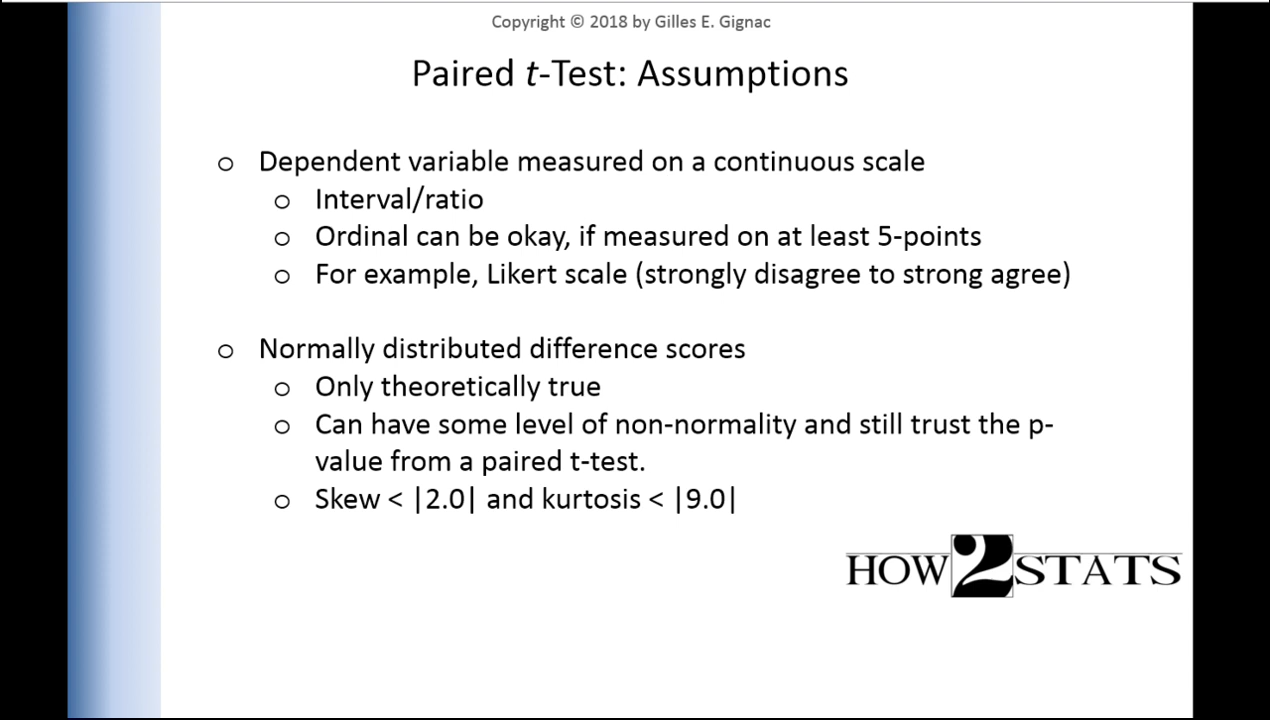 Copyright © 2018 by Gilles E. Gignac
Paired t-Test: Assumptions
o Dependent variable measured on a continuous scale
o Interval/ratio
o Ordinal can be okay, if measured on at least 5-points
o For example, Likert scale (strongly disagree to strong agree)
o Normally distributed difference scores
o Only theoretically true
o Can have some level of non-normality and still trust the p-
value from a paired t-test.
o Skew < |2.0| and kurtosis < |9.0|
HOW2STATS